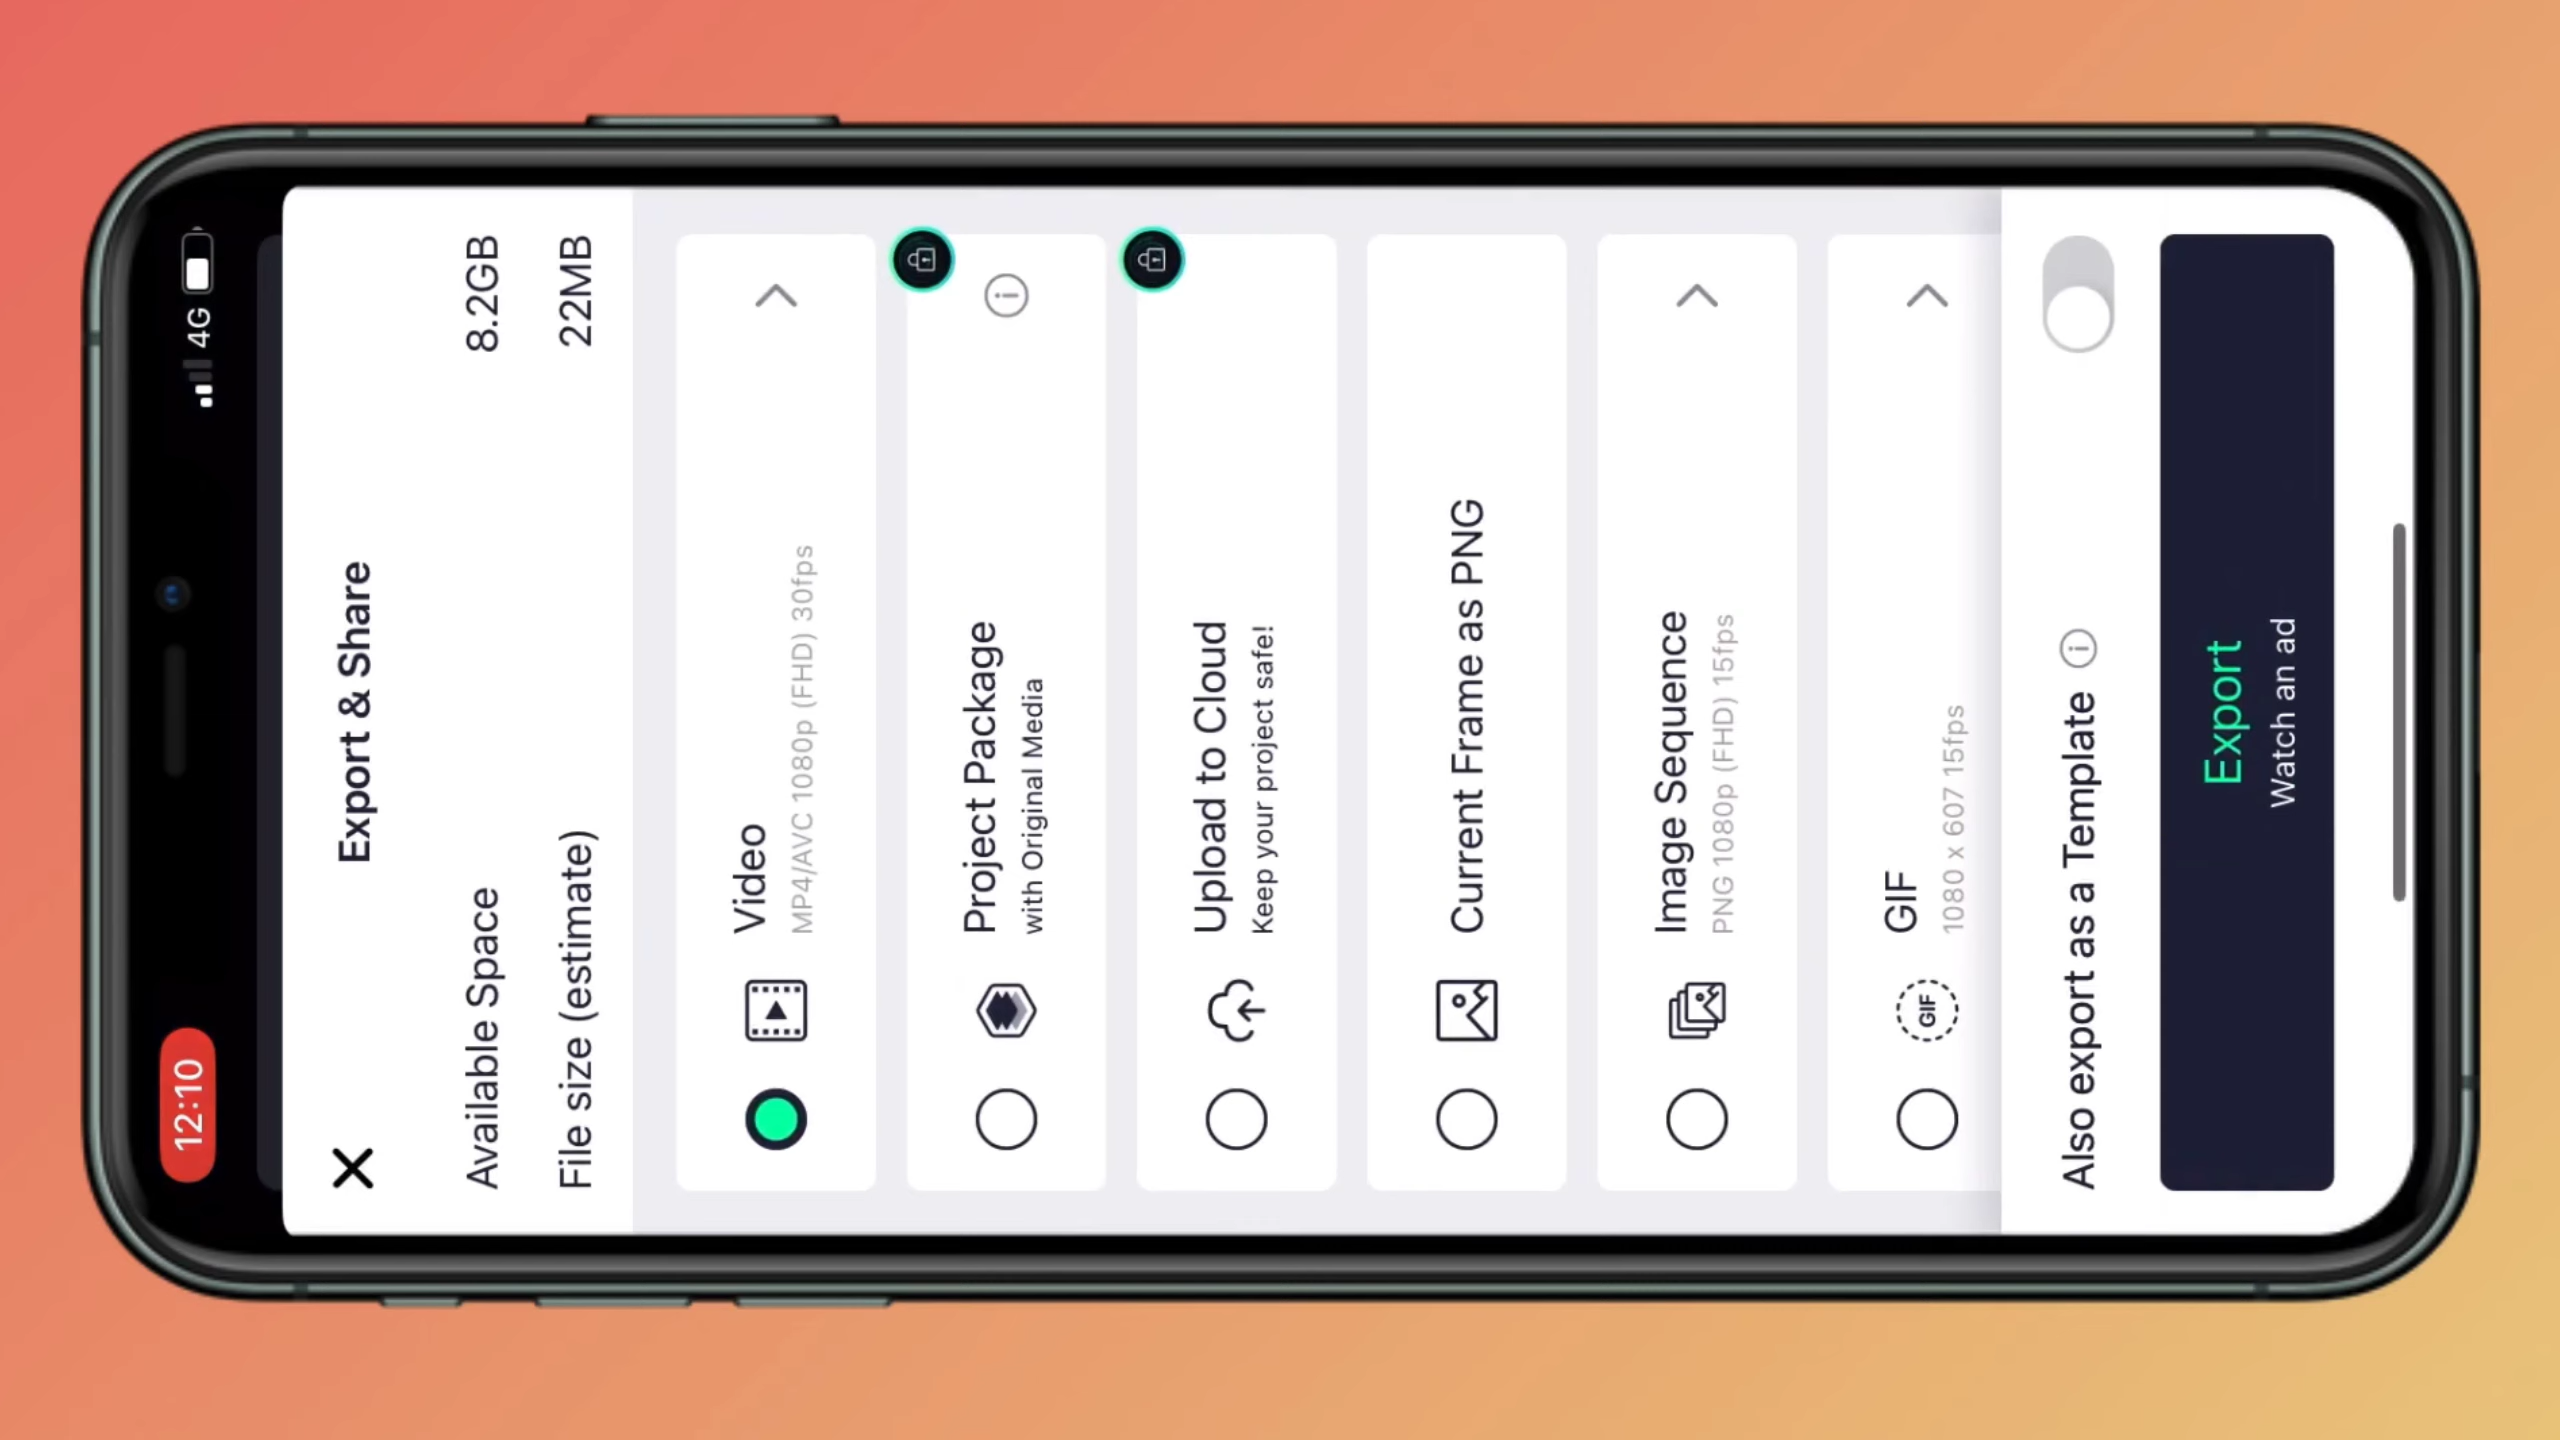 12:10
4G
Export & Share
Available Space 8.2GB
File size (estimate) 22MB
Video
MP4/AVC 1080p (FHD) 30fps
Project Package
with Original Media
Upload to Cloud
Keep your project safe!
Current Frame as PNG
Image Sequence
PNG 1080p (FHD) 15fps
GIF
GIF
1080 x 607 15fps
Also export as a Template
Export
Watch an ad